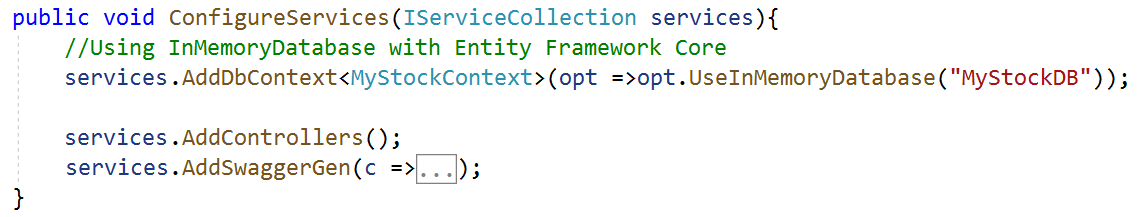 public void ConfigureServices(IServiceCollection services){
//Using InMemoryDatabase with Entity Framework Core
services.AddDbContext<MyStockContext>(opt =>opt.UseInMemoryDatabase("MyStockDB"));
services.AddControllers();
services.AddSwaggerGen(c =>...);
}